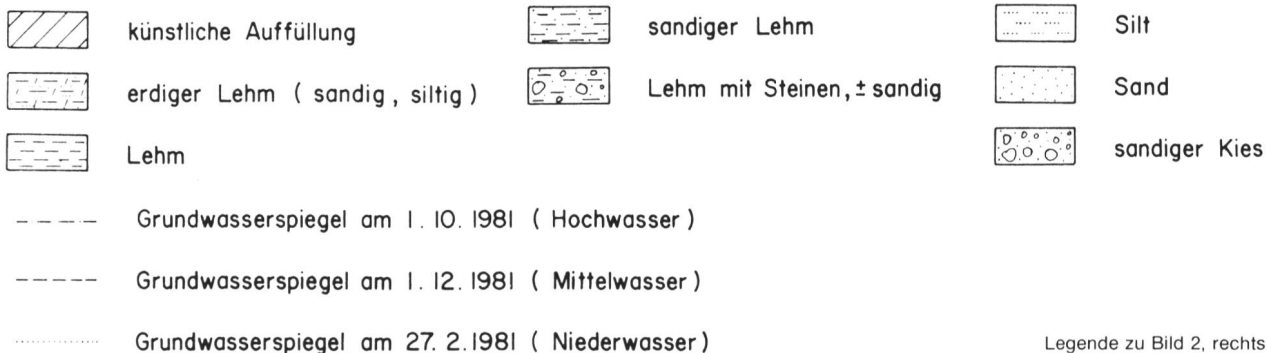 künstliche Auffüllung
erdiger Lehm ( sandig, siltig )
Lehm
sandiger Lehm
Lehm mit Steinen, ± sandig
Silt
Sand
sandiger Kies
Grundwasserspiegel am 1. 10. 1981 ( Hochwasser )
Grundwasserspiegel am 1. 12. 1981 ( Mittelwasser )
Grundwasserspiegel am 27. 2. 1981 ( Niederwasser )
Legende zu Bild 2, rechts